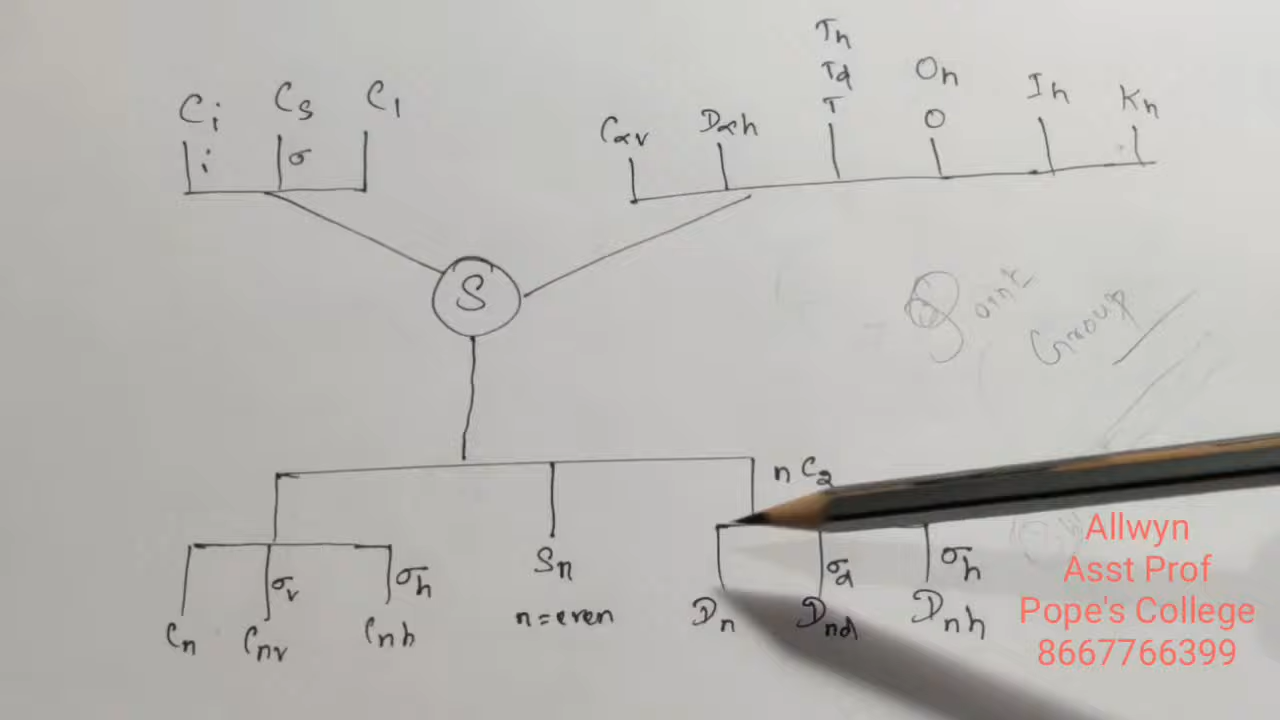 Ci Cs C1
i σ
Th
Td
T
Oh
O
Ih
Kh
C∝v D∝h
S
Point
Group
nC2
σv σh
Cn Cnv Cnh
Sn
n=even
σd σh
Dn Dnd Dnh
Allwyn
Asst Prof
Pope's College
8667766399